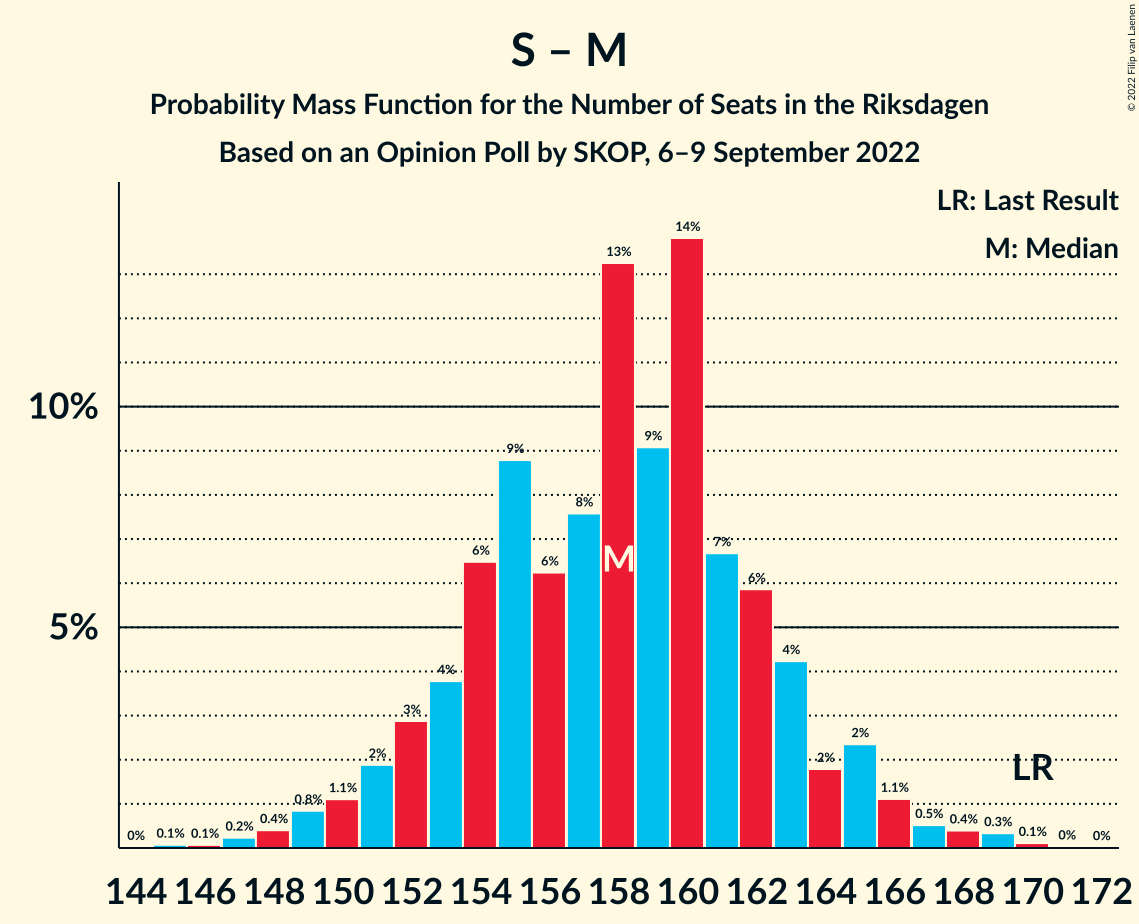 S – M
Probability Mass Function for the Number of Seats in the Riksdagen
Based on an Opinion Poll by SKOP, 6–9 September 2022
© 2022 Filip van Laenen
LR: Last Result
M: Median
10%
5%
0% 0.1% 0.1% 0.2% 0.4% 0.8% 1.1% 2% 3% 4% 6% 9% 6% 8% 13% 9% 14% 7% 6% 4% 2% 2% 1.1% 0.5% 0.4% 0.3% 0.1% 0% 0%
M
LR
144 146 148 150 152 154 156 158 160 162 164 166 168 170 172